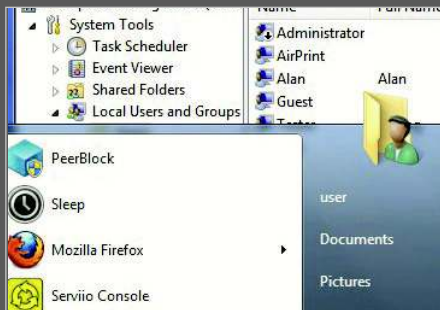 System Tools
Administrator
Task Scheduler
AirPrint
Event Viewer
Alan Alan
Shared Folders
Guest
Local Users and Groups
PeerBlock
Sleep
user
Mozilla Firefox
Documents
Pictures
Serviio Console